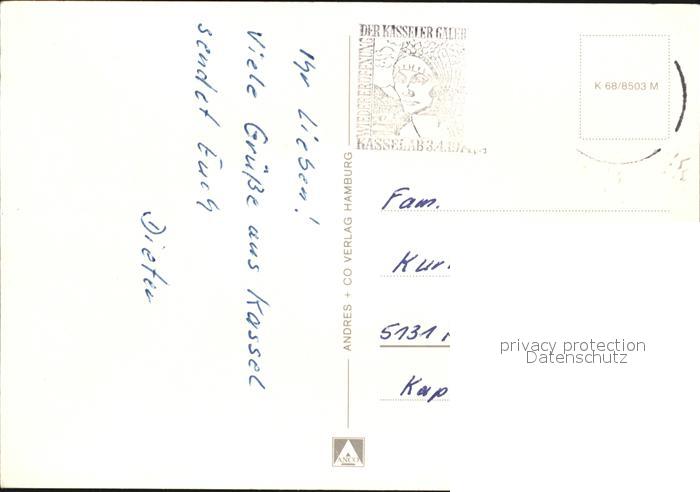 Ihr Lieben!
Viele Grüße aus Kassel
sendet Euch
Dieter
ANDRES + CO VERLAG HAMBURG
ANCO
DER KASSELER GALER
WIEDERERÖFFNUNG
KASSEL AB 3.4.
K 68/8503 M
Fam.
Kur.
5131
Kap
privacy protection
Datenschutz